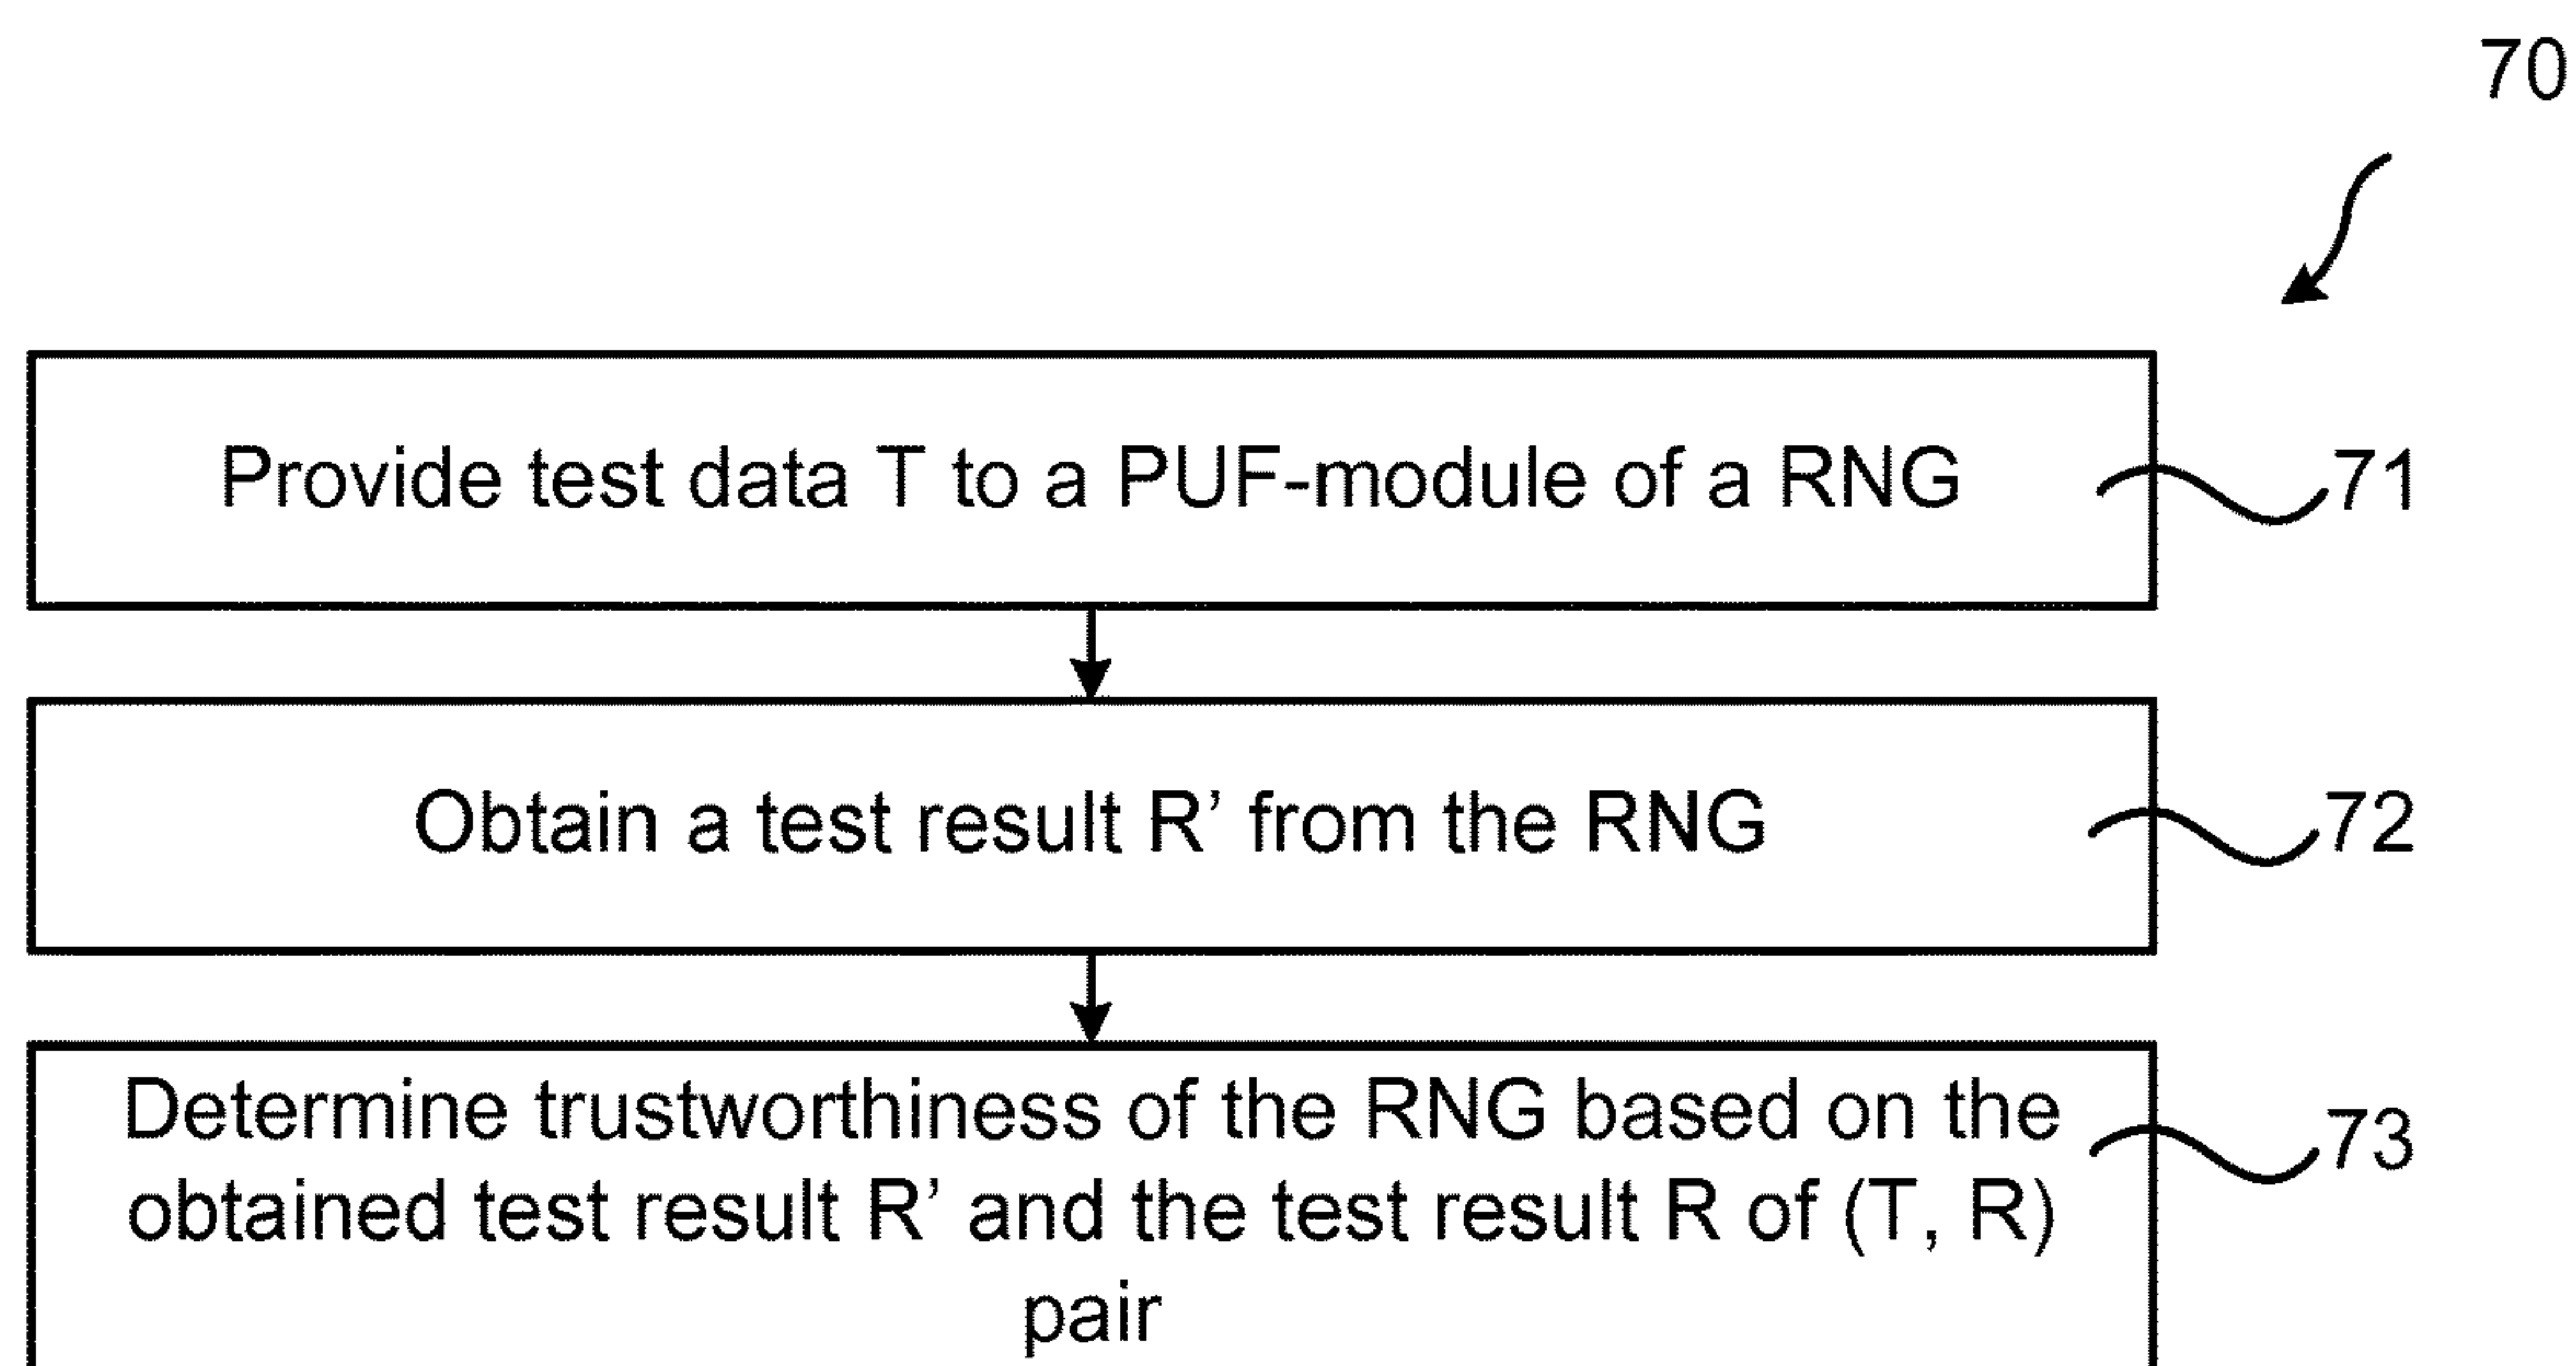 70
Provide test data T to a PUF-module of a RNG
71
Obtain a test result R’ from the RNG
72
Determine trustworthiness of the RNG based on the
73
obtained test result R’ and the test result R of (T, R)
pair